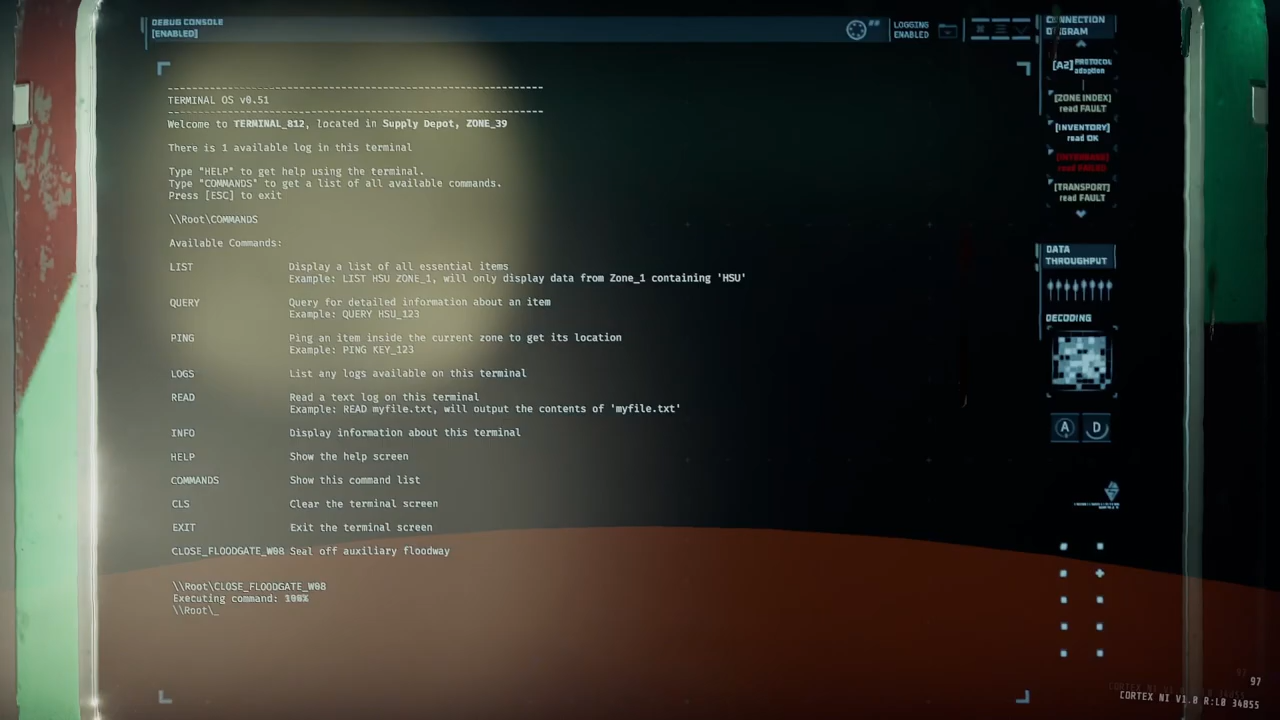 DEBUG CONSOLE
[ENABLED]
LOGGING
ENABLED
CONNECTION
DIAGRAM
[A2] PROTOCOL
adaption
[ZONE INDEX]
read FAULT
[INVENTORY]
read OK
read FAILED
[TRANSPORT]
read FAULT
DATA
THROUGHPUT
DECODING
A
D
--------------------------------------------------------------
TERMINAL OS v0.51
--------------------------------------------------------------
Welcome to TERMINAL_812, located in Supply Depot, ZONE_39
There is 1 available log in this terminal
Type "HELP" to get help using the terminal.
Type "COMMANDS" to get a list of all available commands.
Press [ESC] to exit
\\Root\COMMANDS
Available Commands:
LIST Display a list of all essential items
Example: LIST HSU ZONE_1, will only display data from Zone_1 containing 'HSU'
QUERY Query for detailed information about an item
Example: QUERY HSU_123
PING Ping an item inside the current zone to get its location
Example: PING KEY_123
LOGS List any logs available on this terminal
READ Read a text log on this terminal
Example: READ myfile.txt, will output the contents of 'myfile.txt'
INFO Display information about this terminal
HELP Show the help screen
COMMANDS Show this command list
CLS Clear the terminal screen
EXIT Exit the terminal screen
CLOSE_FLOODGATE_W08 Seal off auxiliary floodway
\\Root\CLOSE_FLOODGATE_W08
Executing command: 100%
\\Root\_
97
CORTEX NI V1.0 R:L0 34855